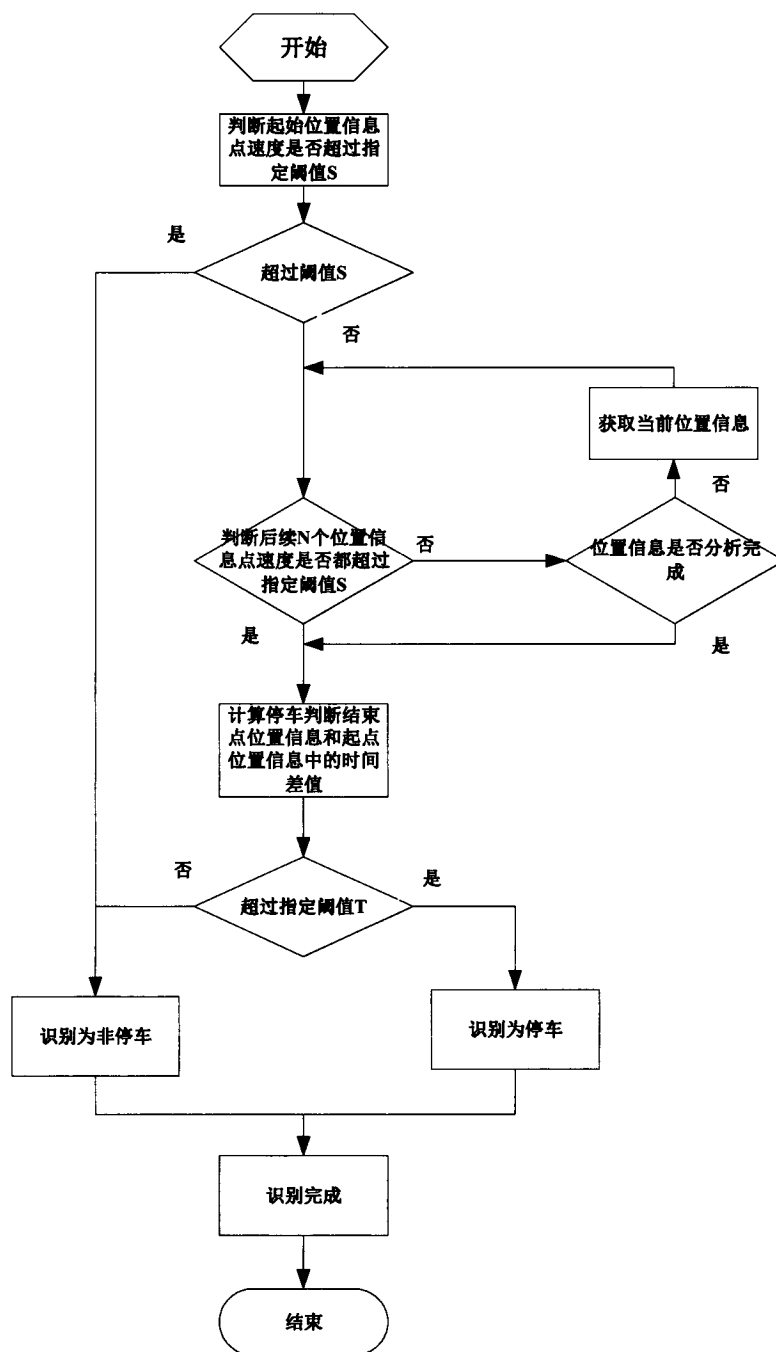 开始
判断起始位置信息
点速度是否超过指
定阈值S
是
超过阈值S
否
获取当前位置信息
否
判断后续N个位置信
息点速度是否都超过
指定阈值S
否
位置信息是否分析完
成
是
是
计算停车判断结束
点位置信息和起点
位置信息中的时间
差值
否
是
超过指定阈值T
识别为非停车
识别为停车
识别完成
结束